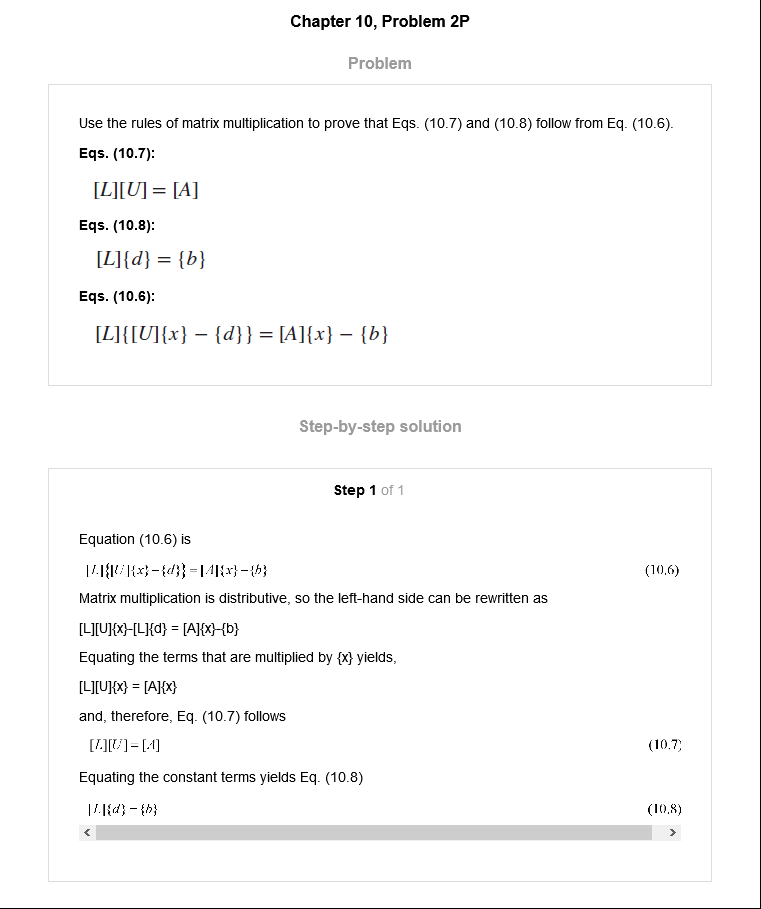 Chapter 10, Problem 2P
Problem
Use the rules of matrix multiplication to prove that Eqs. (10.7) and (10.8) follow from Eq. (10.6).
Eqs. (10.7):
[L][U] = [A]
Eqs. (10.8):
[L]{d} = {b}
Eqs. (10.6):
[L]{[U]{x} − {d}} = [A]{x} − {b}
Step-by-step solution
Step 1 of 1
Equation (10.6) is
[L]{[U]{x}−{d}} = [A]{x}−{b} (10.6)
Matrix multiplication is distributive, so the left-hand side can be rewritten as
[L][U]{x}-[L]{d} = [A]{x}-{b}
Equating the terms that are multiplied by {x} yields,
[L][U]{x} = [A]{x}
and, therefore, Eq. (10.7) follows
[L][U] = [A] (10.7)
Equating the constant terms yields Eq. (10.8)
[L]{d} = {b} (10.8)